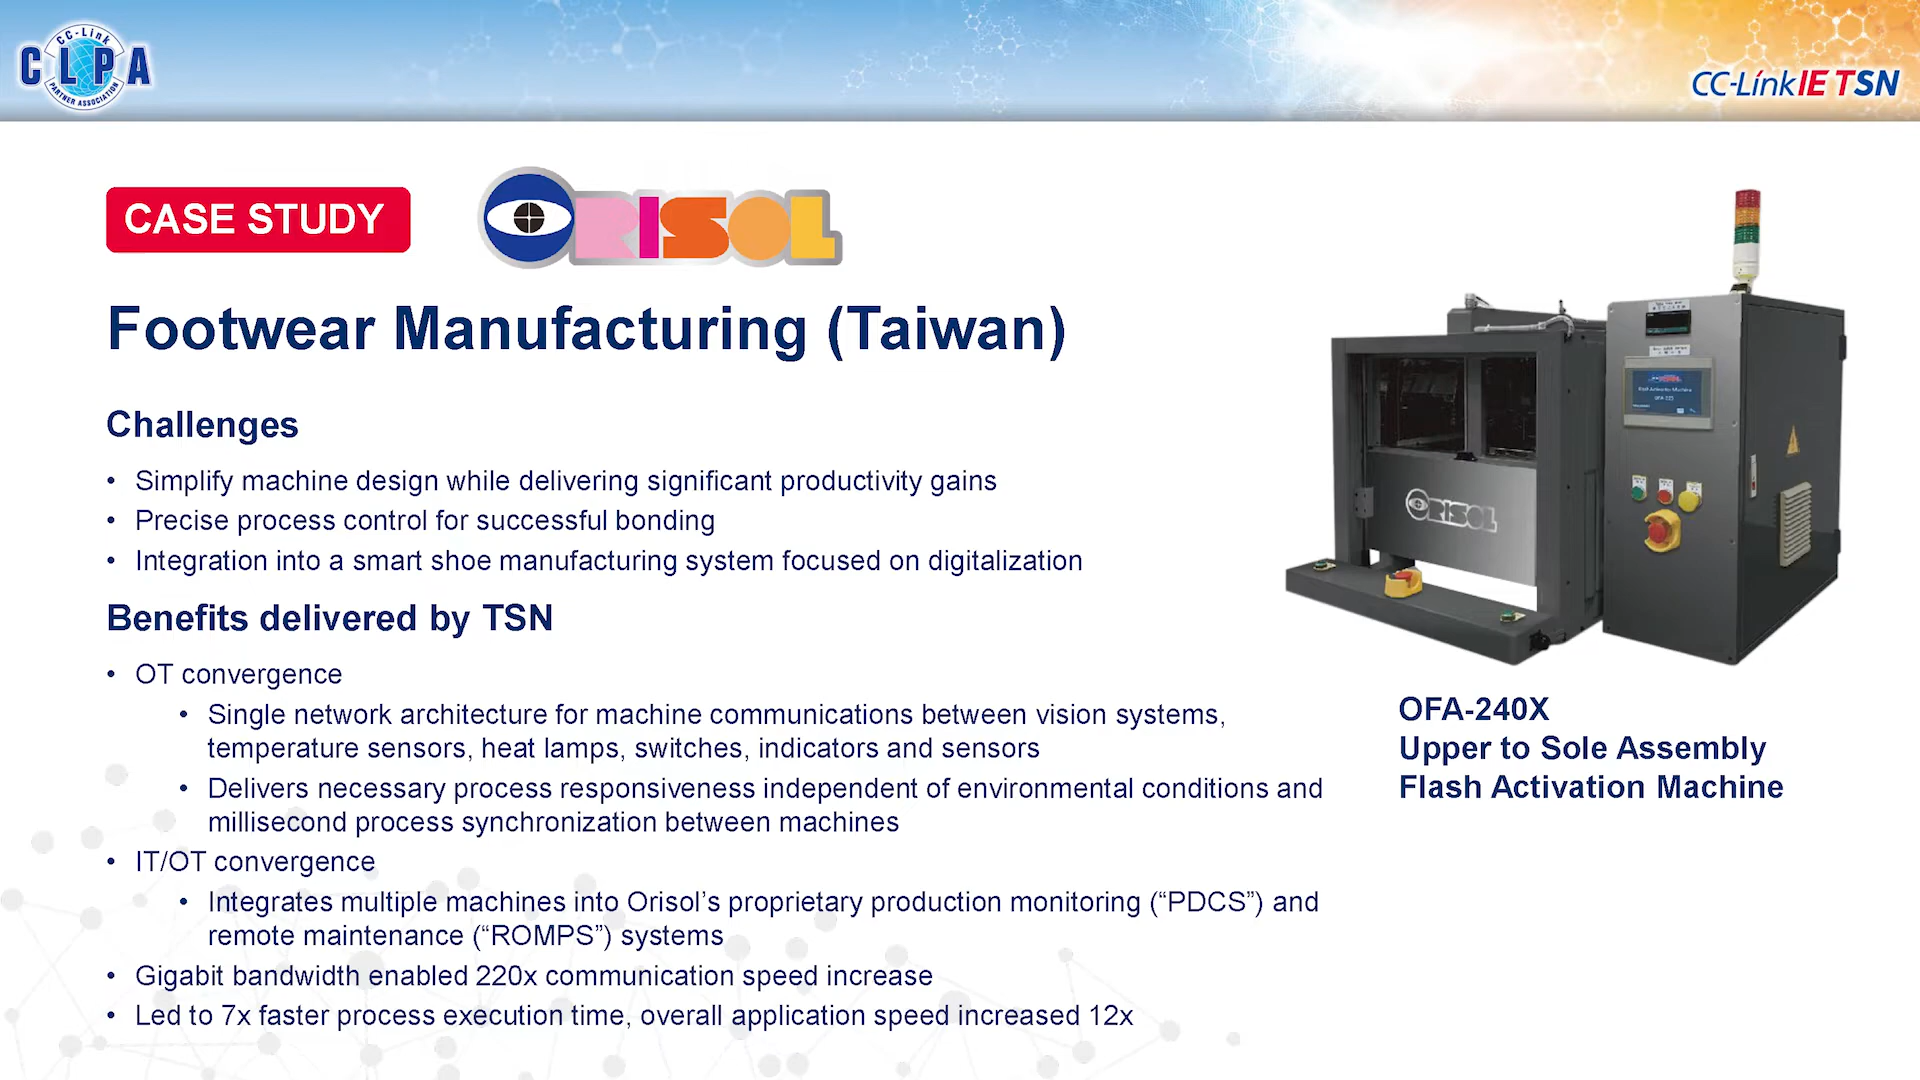 CC-Link
CLPA
PARTNER ASSOCIATION
CC-Link IE TSN
CASE STUDY
ORISOL
Footwear Manufacturing (Taiwan)
Challenges
• Simplify machine design while delivering significant productivity gains
• Precise process control for successful bonding
• Integration into a smart shoe manufacturing system focused on digitalization
Benefits delivered by TSN
• OT convergence
• Single network architecture for machine communications between vision systems,
temperature sensors, heat lamps, switches, indicators and sensors
• Delivers necessary process responsiveness independent of environmental conditions and
millisecond process synchronization between machines
• IT/OT convergence
• Integrates multiple machines into Orisol’s proprietary production monitoring (“PDCS”) and
remote maintenance (“ROMPS”) systems
• Gigabit bandwidth enabled 220x communication speed increase
• Led to 7x faster process execution time, overall application speed increased 12x
ORISOL
OFA-240X
Upper to Sole Assembly
Flash Activation Machine